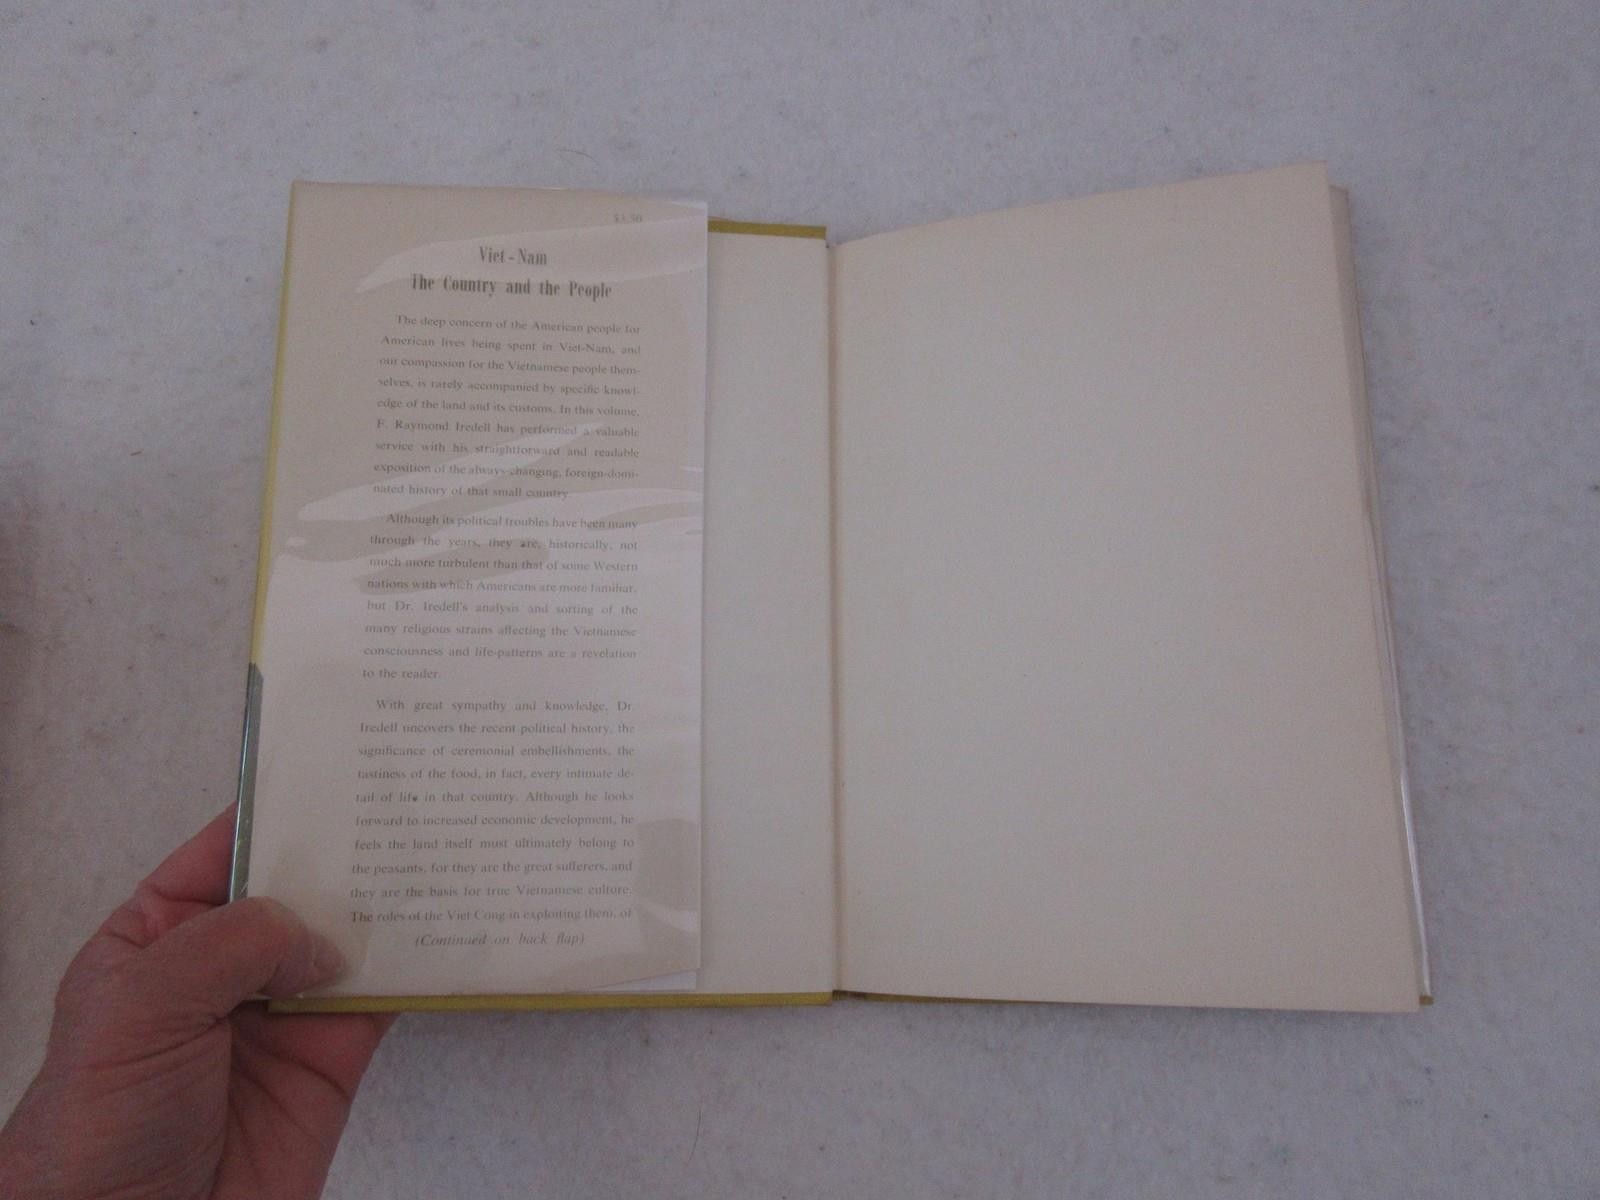 $3.50
Viet-Nam
The Country and the People
The deep concern of the American people for
American lives being spent in Viet-Nam, and
our compassion for the Vietnamese people them-
selves, is rarely accompanied by specific knowl-
edge of the land and its customs. In this volume,
F. Raymond Iredell has performed a valuable
service with his straightforward and readable
exposition of the always-changing, foreign-domi-
nated history of that small country.
Although its political troubles have been many
through the years, they are, historically, not
much more turbulent than that of some Western
nations with which Americans are more familiar,
but Dr. Iredell's analysis and sorting of the
many religious strains affecting the Vietnamese
consciousness and life-patterns are a revelation
to the reader.
With great sympathy and knowledge, Dr.
Iredell uncovers the recent political history, the
significance of ceremonial embellishments, the
tastiness of the food, in fact, every intimate de-
tail of life in that country. Although he looks
forward to increased economic development, he
feels the land itself must ultimately belong to
the peasants, for they are the great sufferers, and
they are the basis for true Vietnamese culture.
The roles of the Viet Cong in exploiting them, of
(Continued on back flap)